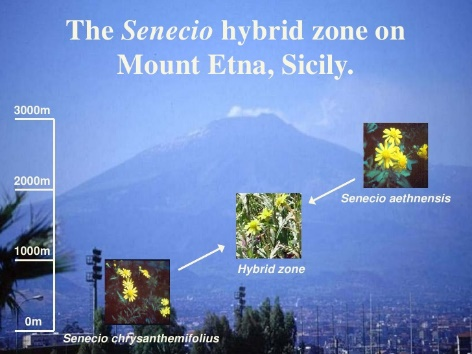 The Senecio hybrid zone on
Mount Etna, Sicily.
3000m
2000m
Senecio aethnensis
1000m
Hybrid zone
0m
Senecio chrysanthemifolius